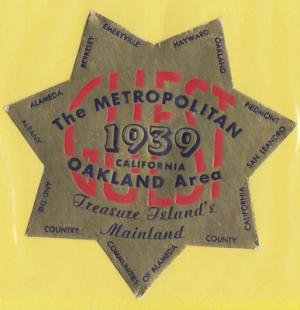 EMERYVILLE
BERKELEY
HAYWARD
OAKLAND
ALAMEDA
ALBANY
PIEDMONT
SAN LEANDRO
GUEST
The METROPOLITAN
1939
CALIFORNIA
OAKLAND Area
GUEST
Treasure Island's
Mainland
AND THE
COUNTRY
COMMUNITIES
OF ALAMEDA
COUNTY
CALIFORNIA